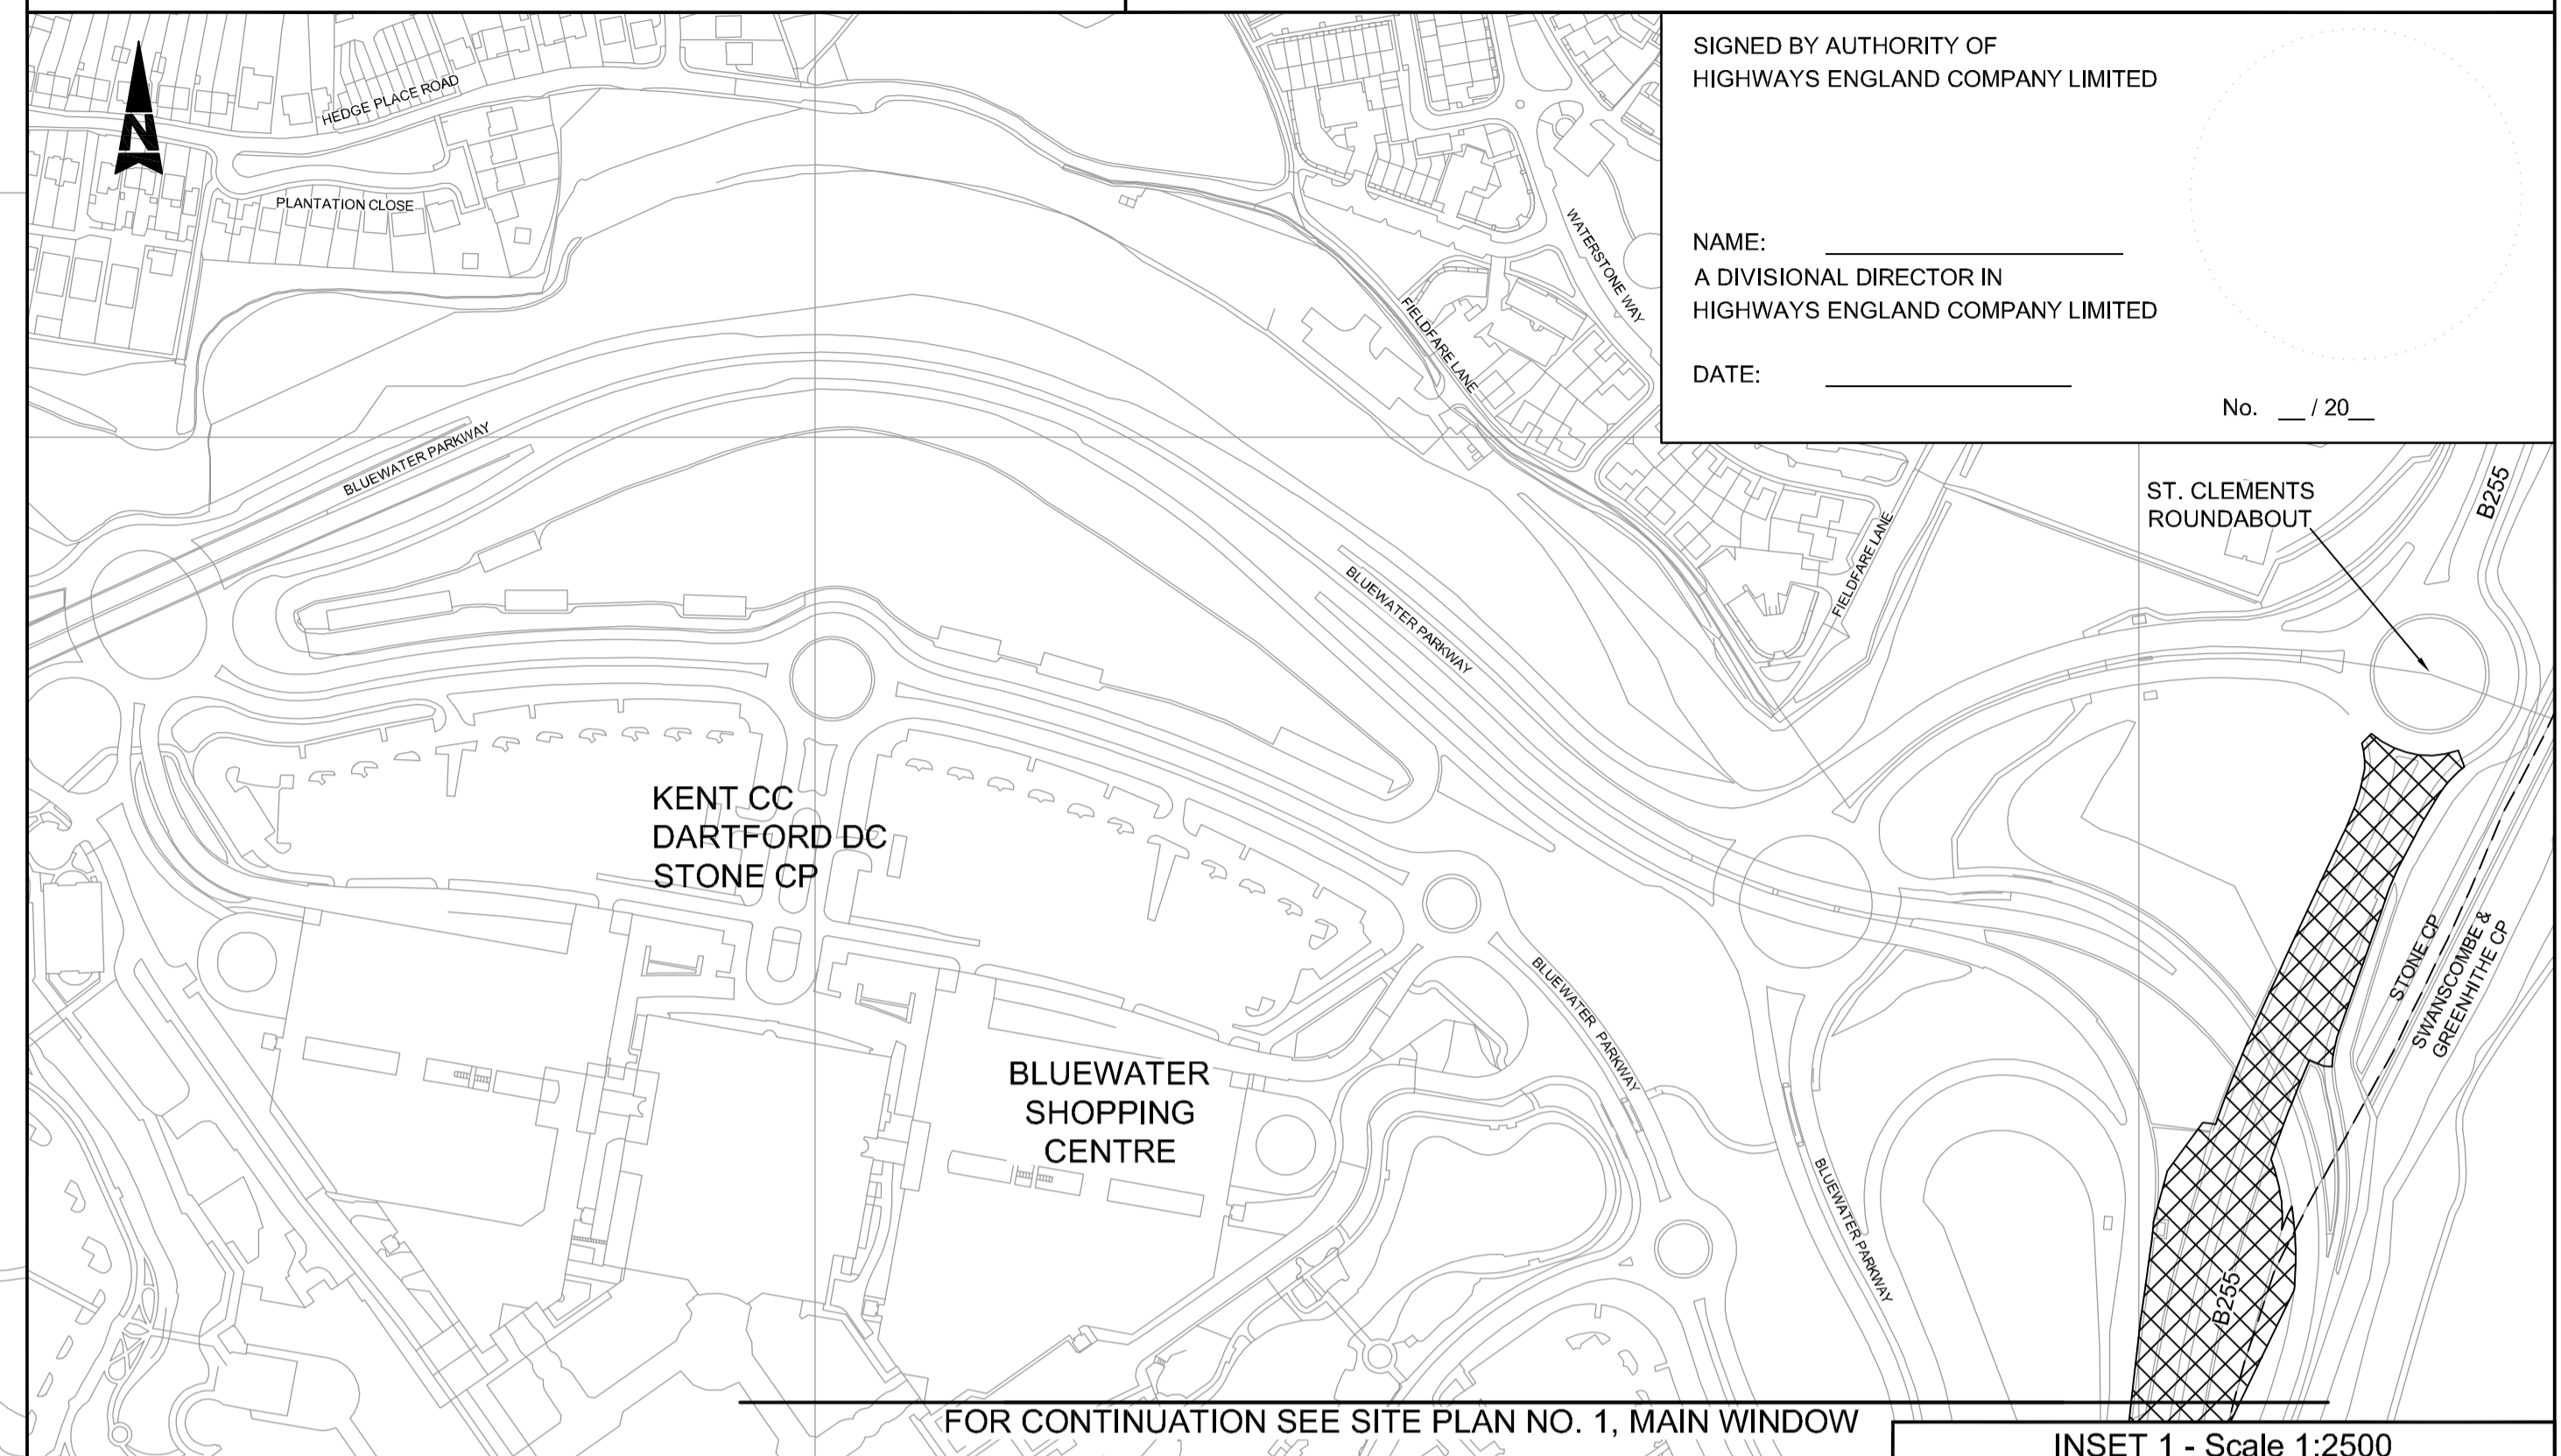 SIGNED BY AUTHORITY OF
HIGHWAYS ENGLAND COMPANY LIMITED
NAME:
A DIVISIONAL DIRECTOR IN
HIGHWAYS ENGLAND COMPANY LIMITED
DATE:
No. __ / 20__
N
HEDGE PLACE ROAD
PLANTATION CLOSE
WATERSTONE WAY
FIELDFARE LANE
BLUEWATER PARKWAY
B255
ST. CLEMENTS
ROUNDABOUT
FIELDFARE LANE
BLUEWATER PARKWAY
KENT CC
DARTFORD DC
STONE CP
STONE CP
SWANSCOMBE &
GREENHITHE CP
BLUEWATER PARKWAY
BLUEWATER
SHOPPING
CENTRE
BLUEWATER PARKWAY
B255
FOR CONTINUATION SEE SITE PLAN NO. 1, MAIN WINDOW
INSET 1 - Scale 1:2500